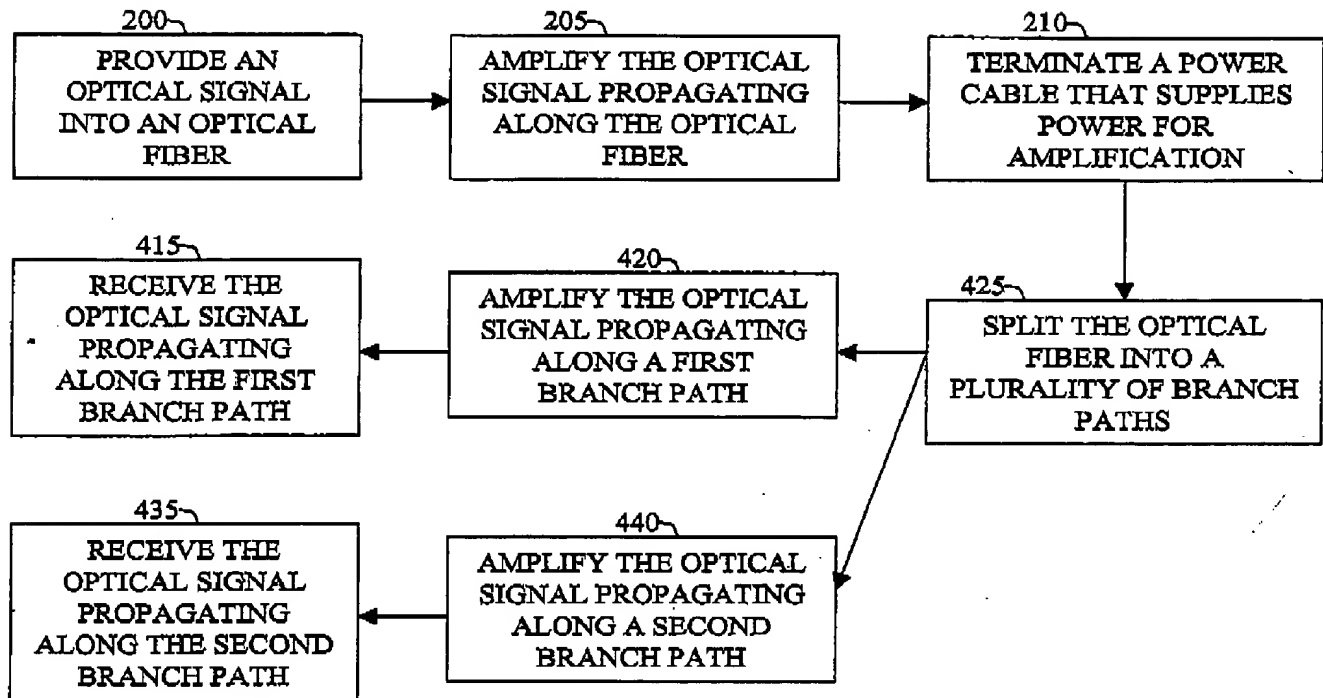 200
PROVIDE AN
OPTICAL SIGNAL
INTO AN OPTICAL
FIBER
205
AMPLIFY THE OPTICAL
SIGNAL PROPAGATING
ALONG THE OPTICAL
FIBER
210
TERMINATE A POWER
CABLE THAT SUPPLIES
POWER FOR
AMPLIFICATION
415
RECEIVE THE
OPTICAL SIGNAL
PROPAGATING
ALONG THE FIRST
BRANCH PATH
420
AMPLIFY THE OPTICAL
SIGNAL PROPAGATING
ALONG A FIRST
BRANCH PATH
425
SPLIT THE OPTICAL
FIBER INTO A
PLURALITY OF BRANCH
PATHS
435
RECEIVE THE
OPTICAL SIGNAL
PROPAGATING
ALONG THE SECOND
BRANCH PATH
440
AMPLIFY THE OPTICAL
SIGNAL PROPAGATING
ALONG A SECOND
BRANCH PATH